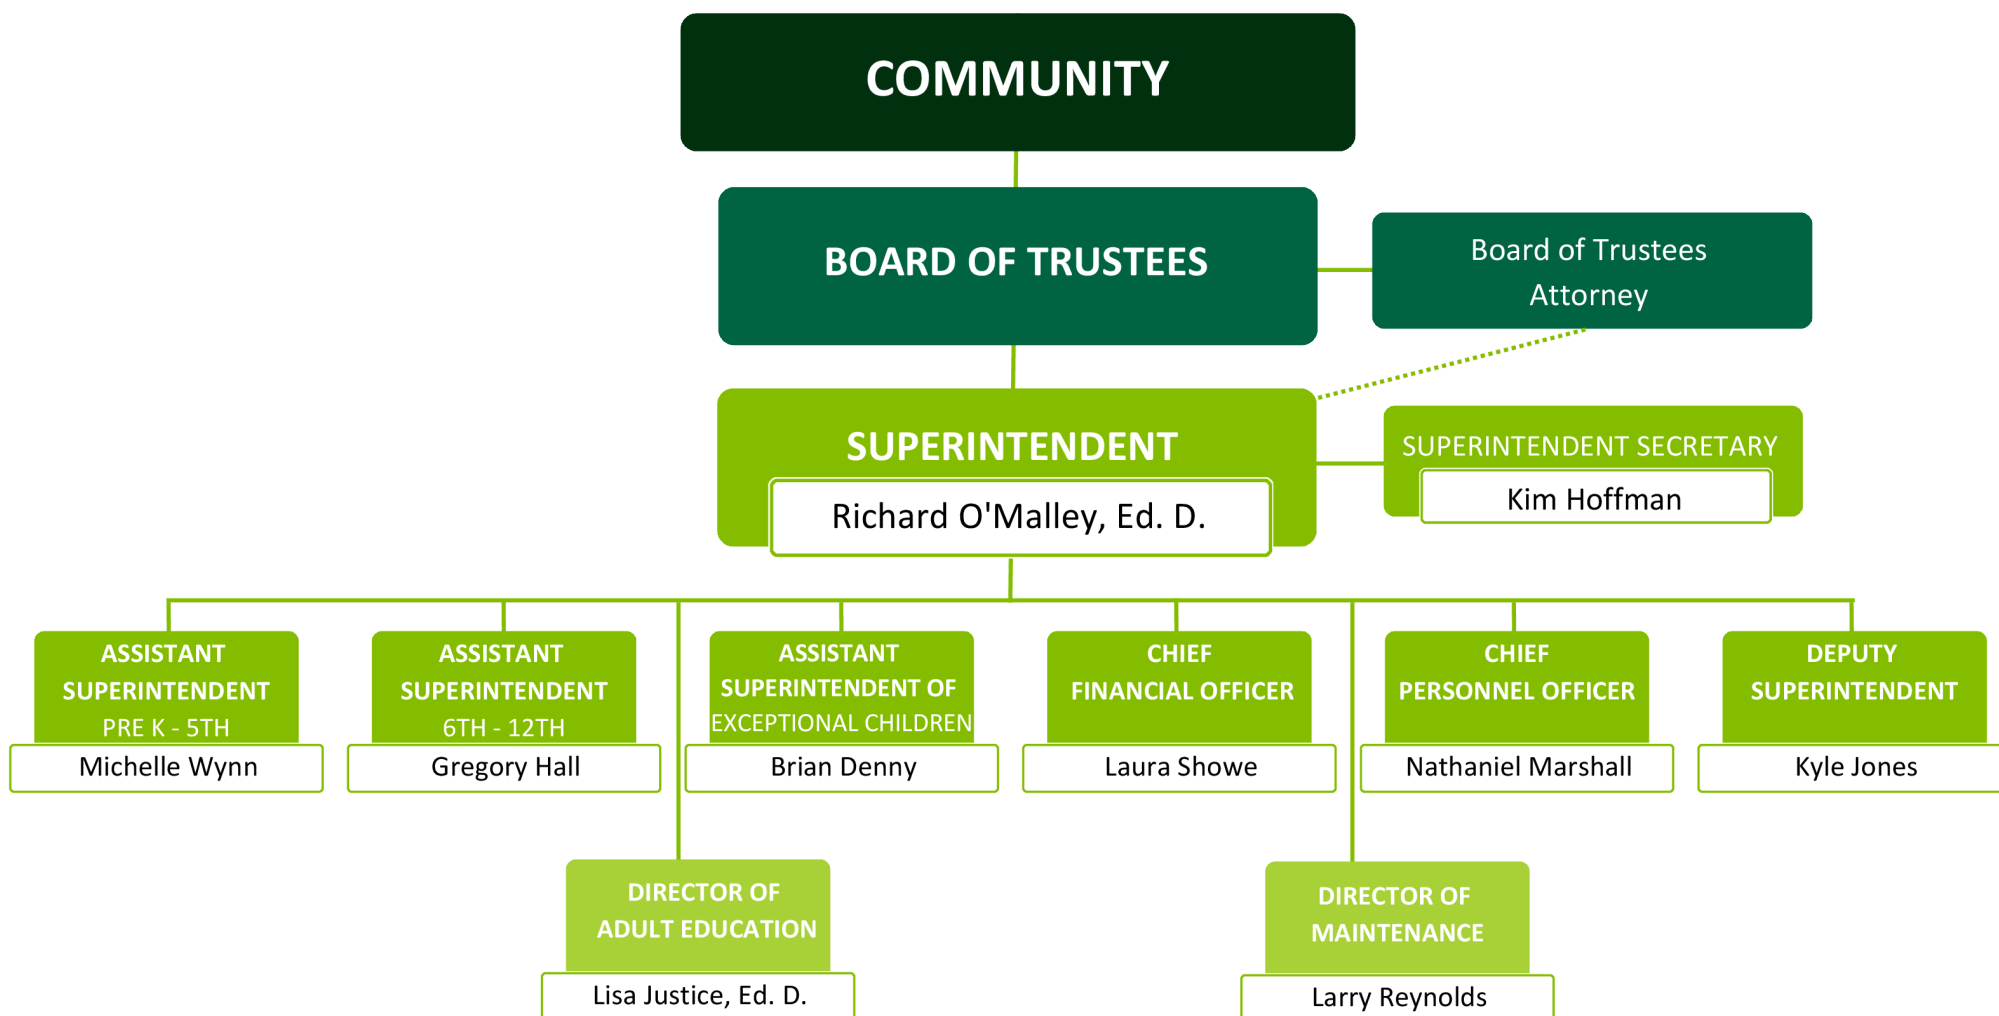 COMMUNITY
BOARD OF TRUSTEES
Board of Trustees
Attorney
SUPERINTENDENT
Richard O'Malley, Ed. D.
SUPERINTENDENT SECRETARY
Kim Hoffman
ASSISTANT
SUPERINTENDENT
PRE K - 5TH
Michelle Wynn
ASSISTANT
SUPERINTENDENT
6TH - 12TH
Gregory Hall
ASSISTANT
SUPERINTENDENT OF
EXCEPTIONAL CHILDREN
Brian Denny
CHIEF
FINANCIAL OFFICER
Laura Showe
CHIEF
PERSONNEL OFFICER
Nathaniel Marshall
DEPUTY
SUPERINTENDENT
Kyle Jones
DIRECTOR OF
ADULT EDUCATION
Lisa Justice, Ed. D.
DIRECTOR OF
MAINTENANCE
Larry Reynolds